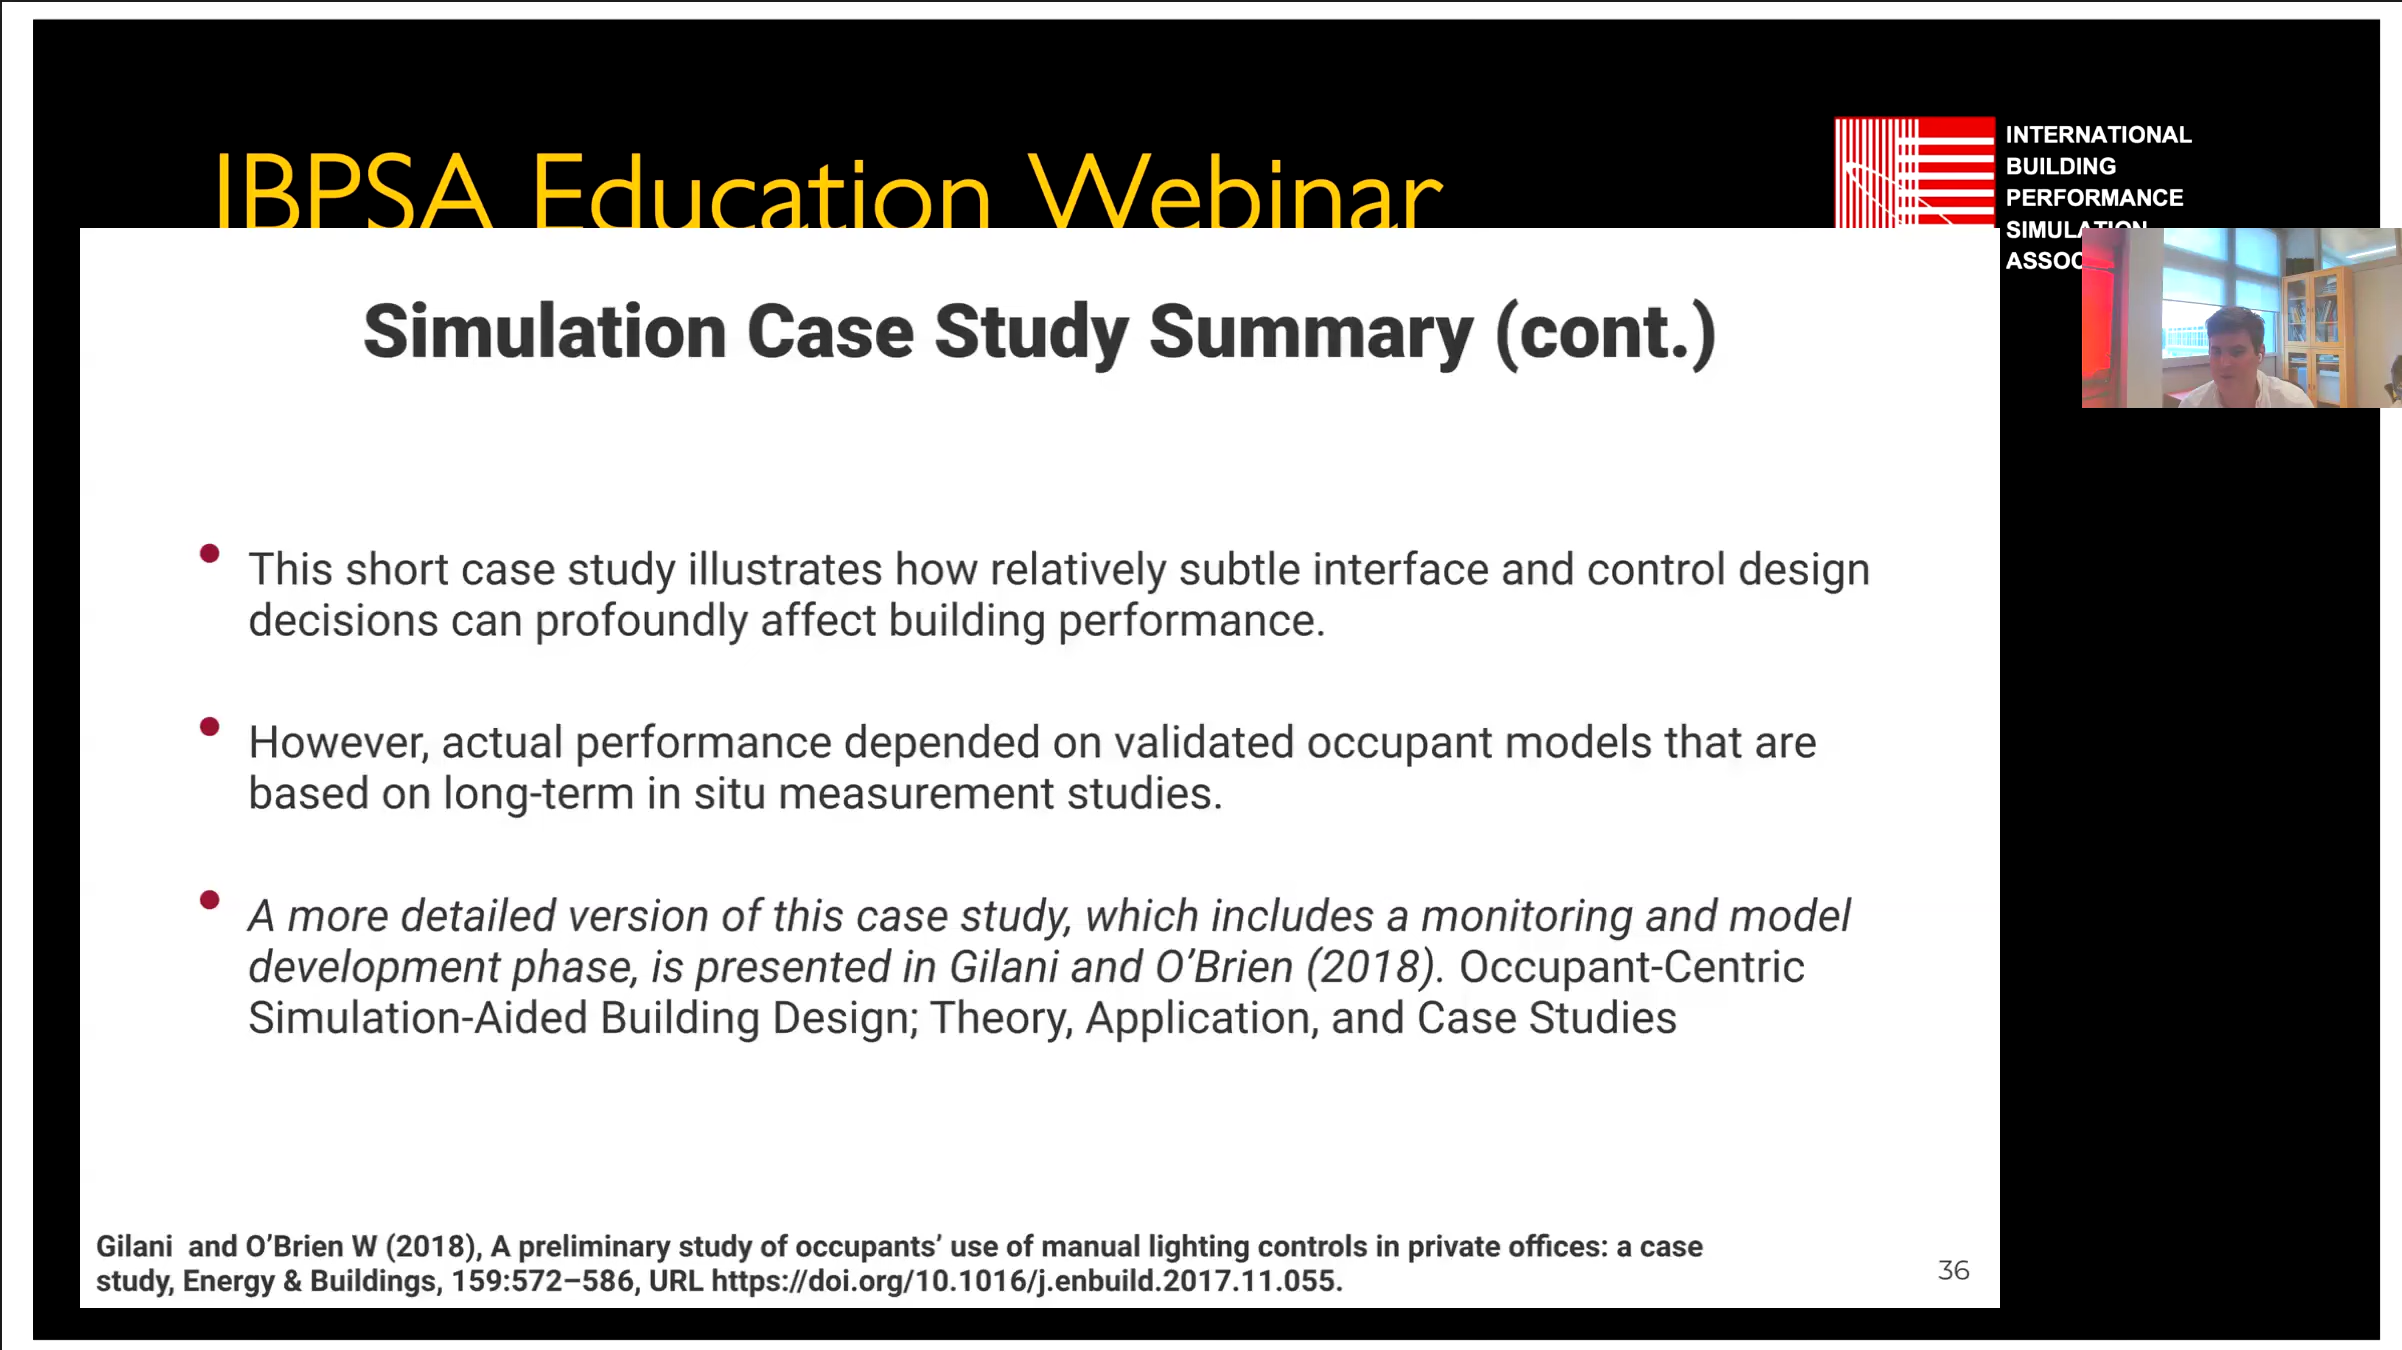 IBPSA Education Webinar
INTERNATIONAL
BUILDING
PERFORMANCE
SIMULATION
Simulation Case Study Summary (cont.)
This short case study illustrates how relatively subtle interface and control design
decisions can profoundly affect building performance.
However, actual performance depended on validated occupant models that are
based on long-term in situ measurement studies.
A more detailed version of this case study, which includes a monitoring and model
development phase, is presented in Gilani and O’Brien (2018). Occupant-Centric
Simulation-Aided Building Design; Theory, Application, and Case Studies
Gilani and O’Brien W (2018), A preliminary study of occupants’ use of manual lighting controls in private offices: a case
study, Energy & Buildings, 159:572–586, URL https://doi.org/10.1016/j.enbuild.2017.11.055.
36